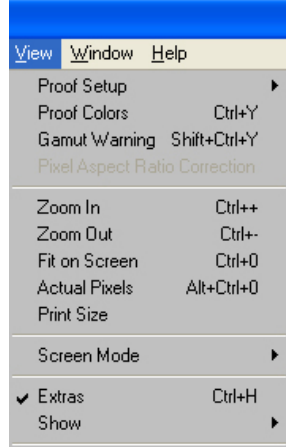 View Window Help
Proof Setup
Proof Colors Ctrl+Y
Gamut Warning Shift+Ctrl+Y
Pixel Aspect Ratio Correction
Zoom In Ctrl++
Zoom Out Ctrl+-
Fit on Screen Ctrl+0
Actual Pixels Alt+Ctrl+0
Print Size
Screen Mode
Extras Ctrl+H
Show